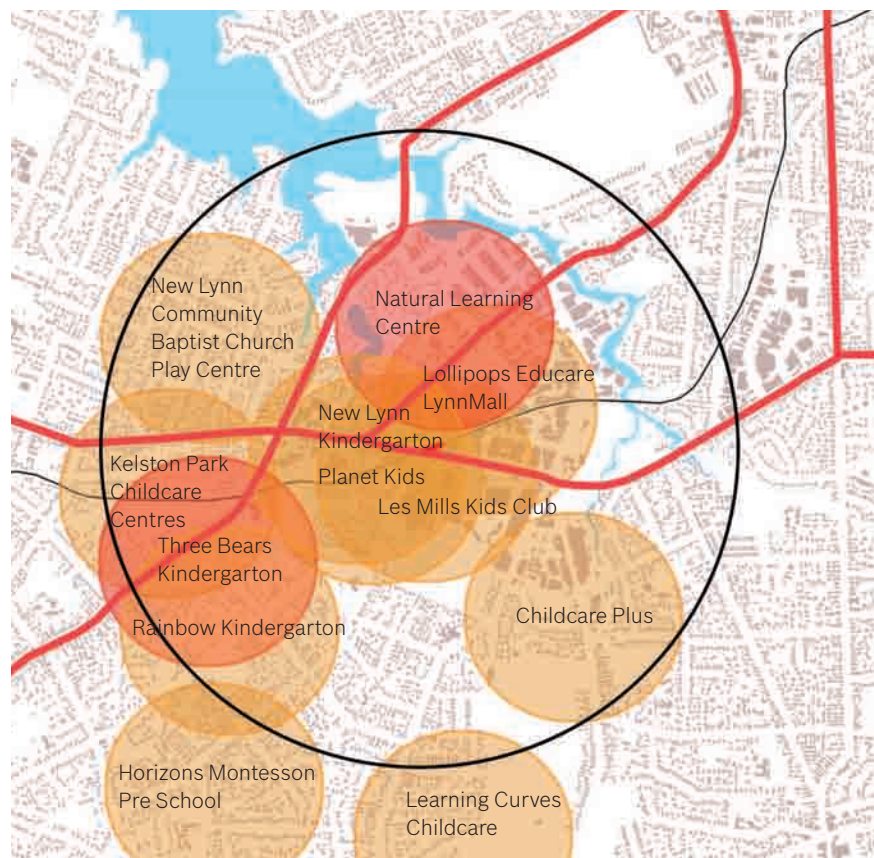 New Lynn
Community
Baptist Church
Play Centre
Natural Learning
Centre
Lollipops Educare
LynnMall
New Lynn
Kindergarton
Kelston Park
Childcare
Centres
Planet Kids
Les Mills Kids Club
Three Bears
Kindergarton
Rainbow Kindergarton
Childcare Plus
Horizons Montesson
Pre School
Learning Curves
Childcare